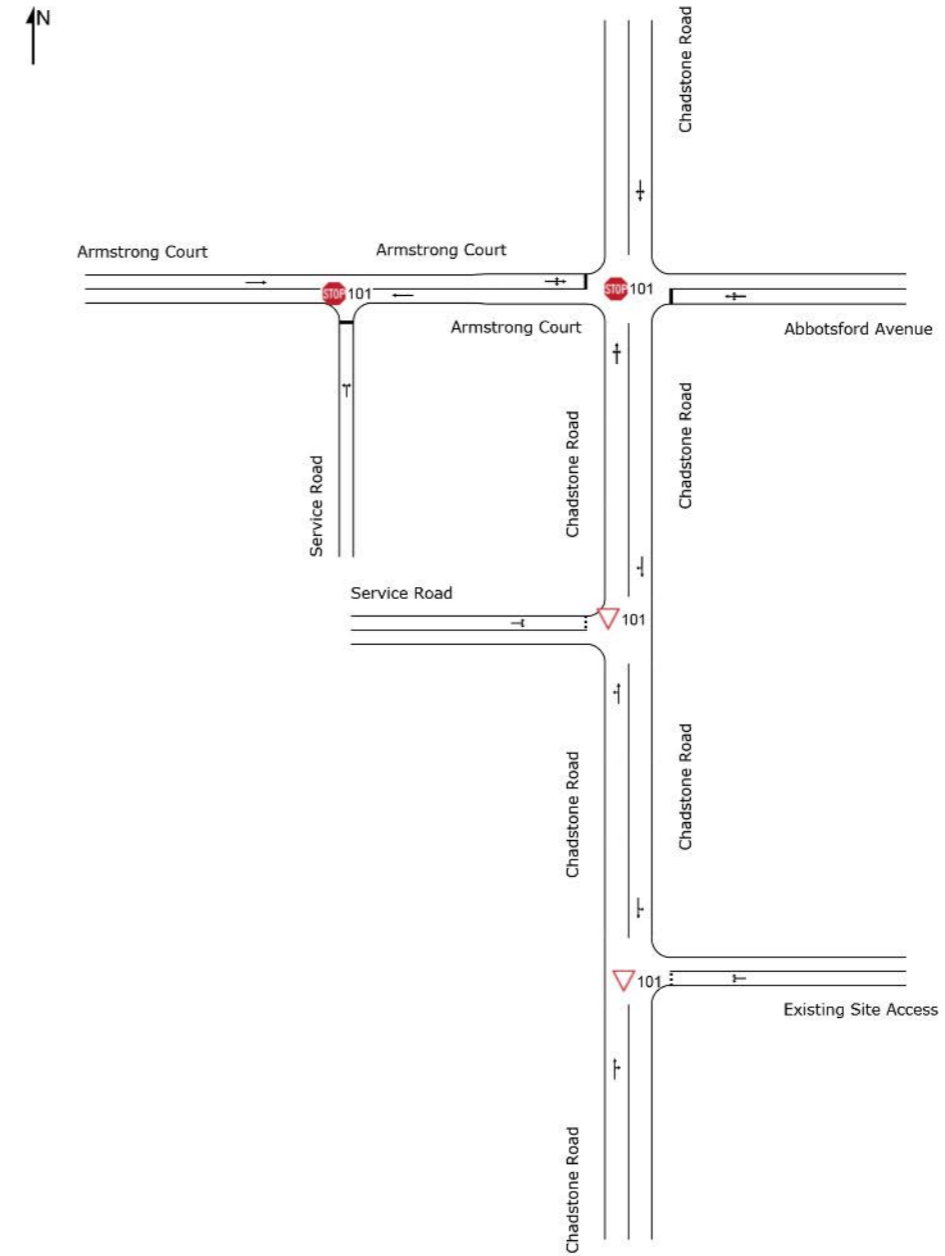 N
Chadstone Road
Armstrong Court
Armstrong Court
STOP 101
STOP 101
Armstrong Court
Abbotsford Avenue
Chadstone Road
Chadstone Road
Service Road
Service Road
101
Chadstone Road
Chadstone Road
101
Existing Site Access
Chadstone Road